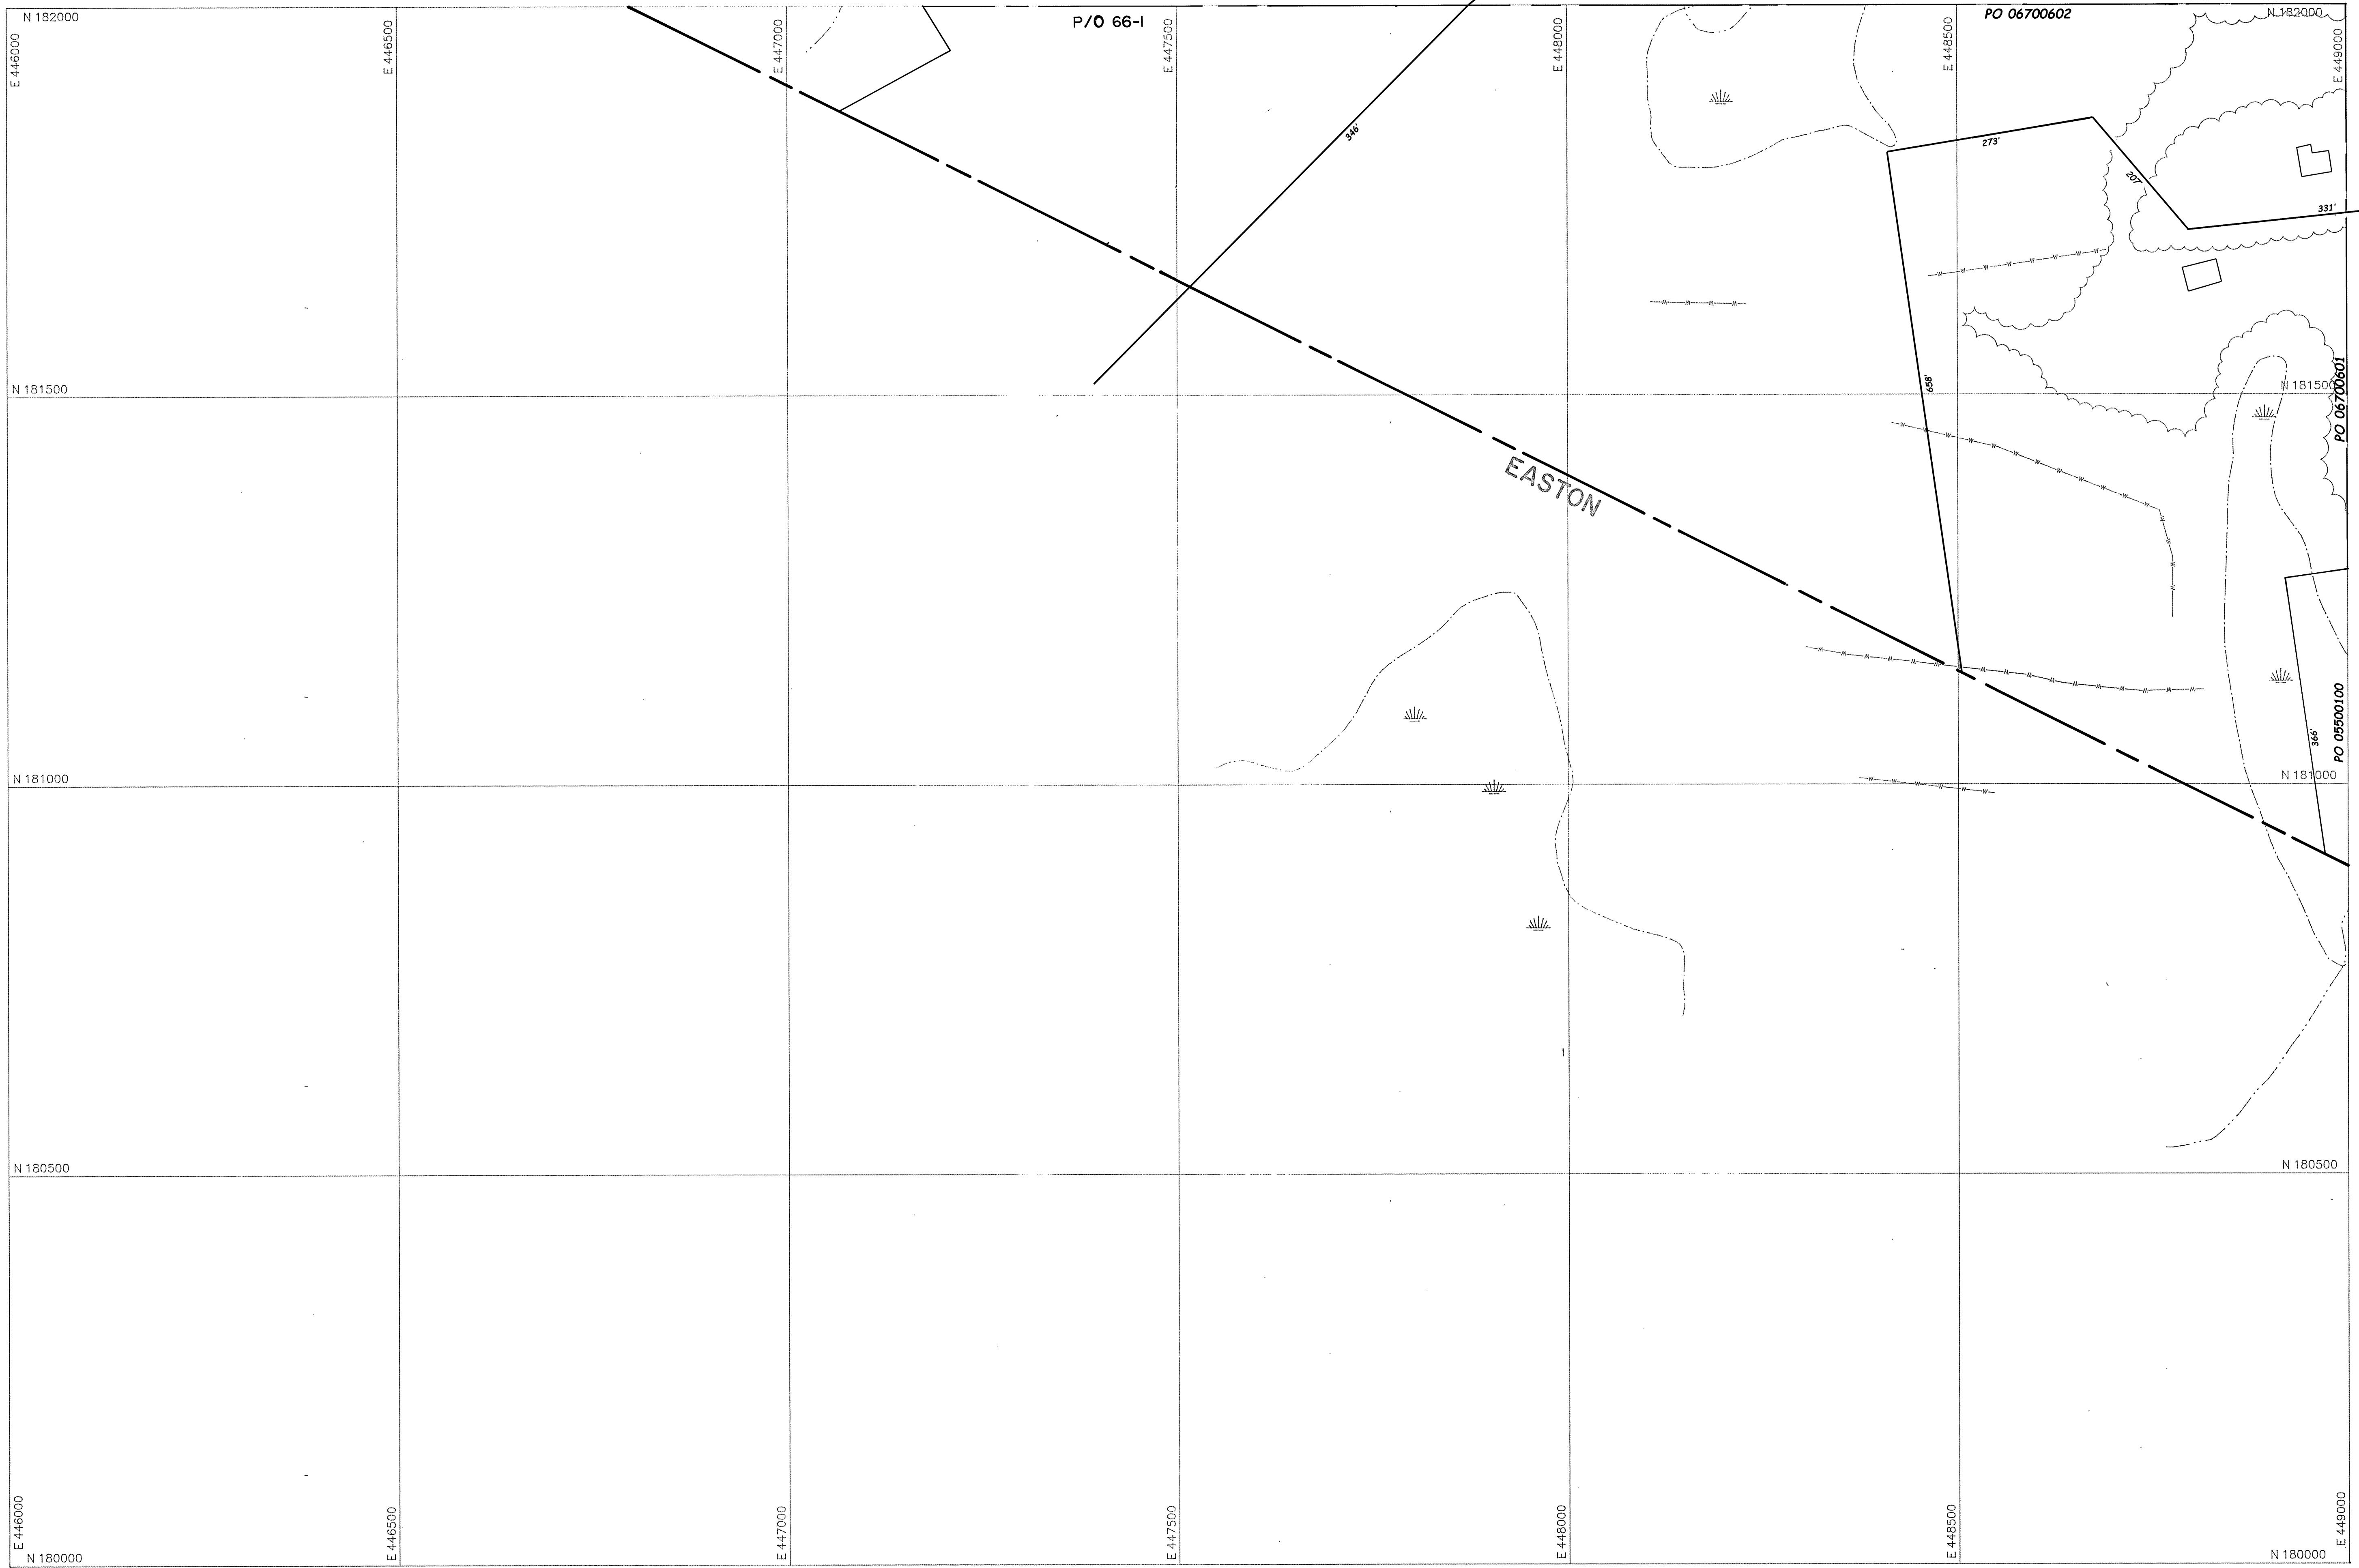 N 182000
P/O 66-1
PO 06700602
N 182000
E 446000
E 446500
E 447000
E 447500
E 448000
E 448500
E 449000
346'
273'
207'
331'
N 181500
658'
N 181500
PO 06700601
EASTON
PO 05500100
366'
N 181000
N 181000
N 180500
N 180500
E 446000
E 446500
E 447000
E 447500
E 448000
E 448500
E 449000
N 180000
N 180000